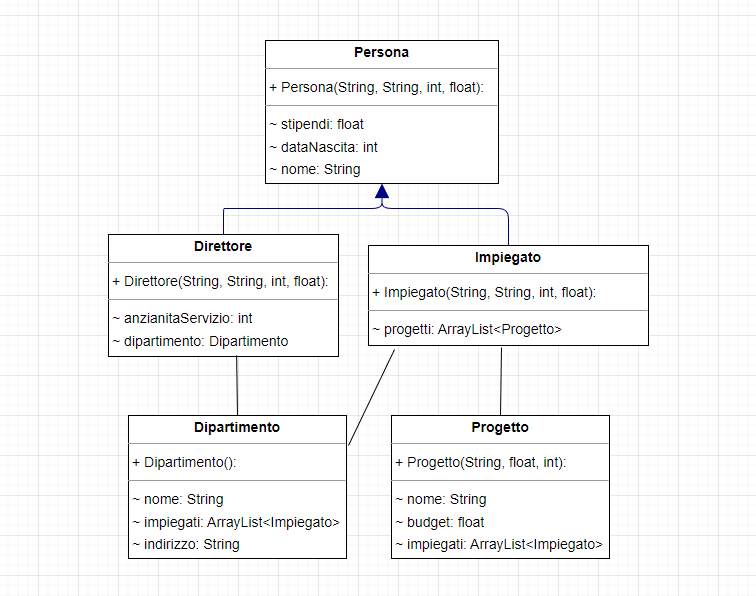 Persona
+ Persona(String, String, int, float):
~ stipendi: float
~ dataNascita: int
~ nome: String
Direttore
+ Direttore(String, String, int, float):
~ anzianitaServizio: int
~ dipartimento: Dipartimento
Impiegato
+ Impiegato(String, String, int, float):
~ progetti: ArrayList<Progetto>
Dipartimento
+ Dipartimento():
~ nome: String
~ impiegati: ArrayList<Impiegato>
~ indirizzo: String
Progetto
+ Progetto(String, float, int):
~ nome: String
~ budget: float
~ impiegati: ArrayList<Impiegato>